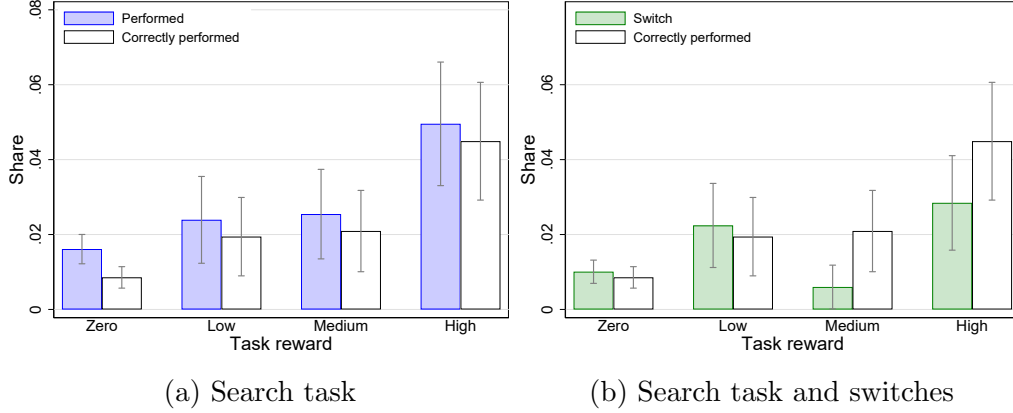 Performed
Correctly performed
Share
0 .02 .04 .06 .08
Zero Low Medium High
Task reward
(a) Search task
Switch
Correctly performed
Share
0 .02 .04 .06 .08
Zero Low Medium High
Task reward
(b) Search task and switches